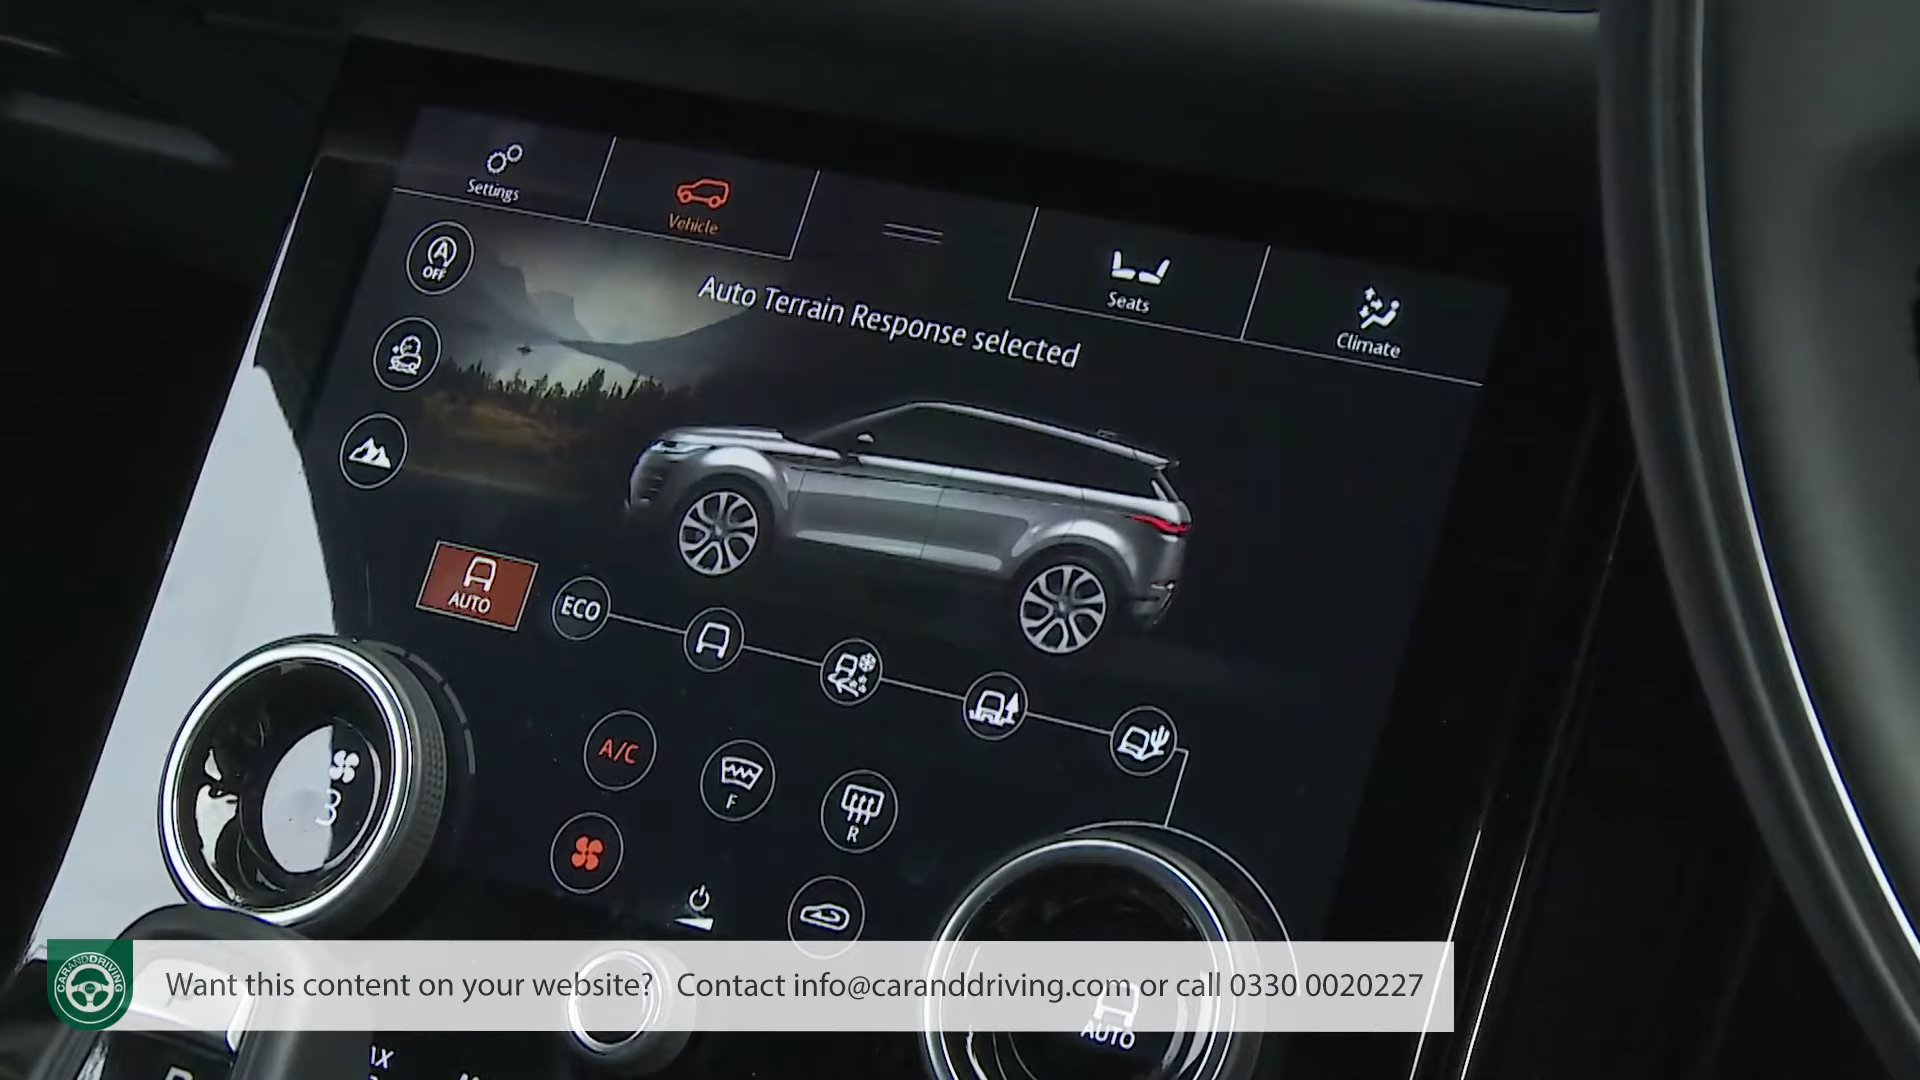 Settings
Vehicle
Seats
Climate
A
OFF
Auto Terrain Response selected
AUTO
ECO
A/C
F
R
3
CARANDDRIVING
Want this content on your website? Contact info@caranddriving.com or call 0330 0020227
AUTO